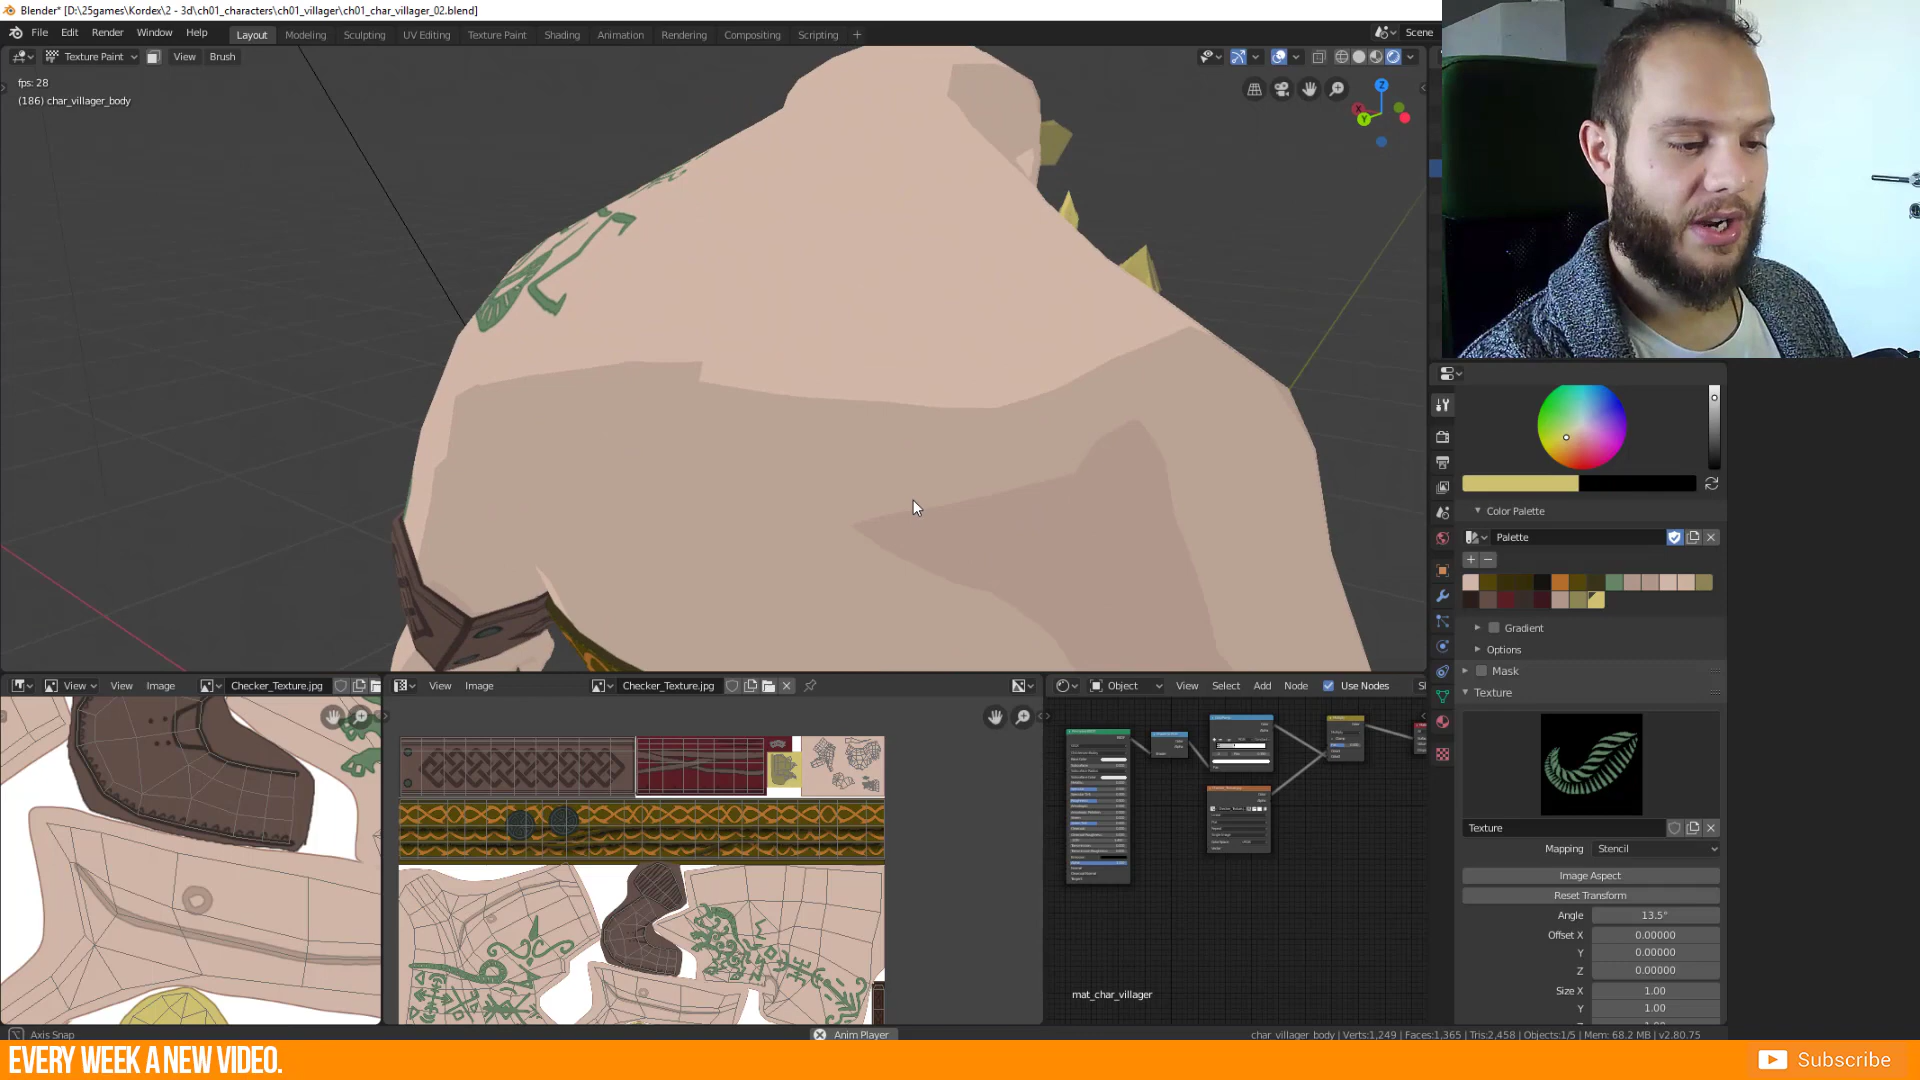 Blender* [D:\25games\Kordex\2 - 3d\ch01_characters\ch01_villager\ch01_char_villager_02.blend]
File Edit Render Window Help Layout Modeling Sculpting UV Editing Texture Paint Shading Animation Rendering Compositing Scripting + Scene
Texture Paint View Brush
fps: 28
(186) char_villager_body
Z
X
Y
Color Palette
Palette
Gradient
Options
Mask
Texture
View View Image Checker_Texture.jpg
View Image Checker_Texture.jpg
Object View Select Add Node Use Nodes
Texture
Mapping Stencil
Image Aspect
Reset Transform
Angle 13.5°
Offset X 0.00000
Y 0.00000
Z 0.00000
Size X 1.00
Y 1.00
mat_char_villager
Axis Snap
Anim Player
char_villager_body | Verts:1,249 | Faces:1,365 | Tris:2,458 | Objects:1/5 | Mem: 68.2 MB | v2.80.75
EVERY WEEK A NEW VIDEO.
Subscribe